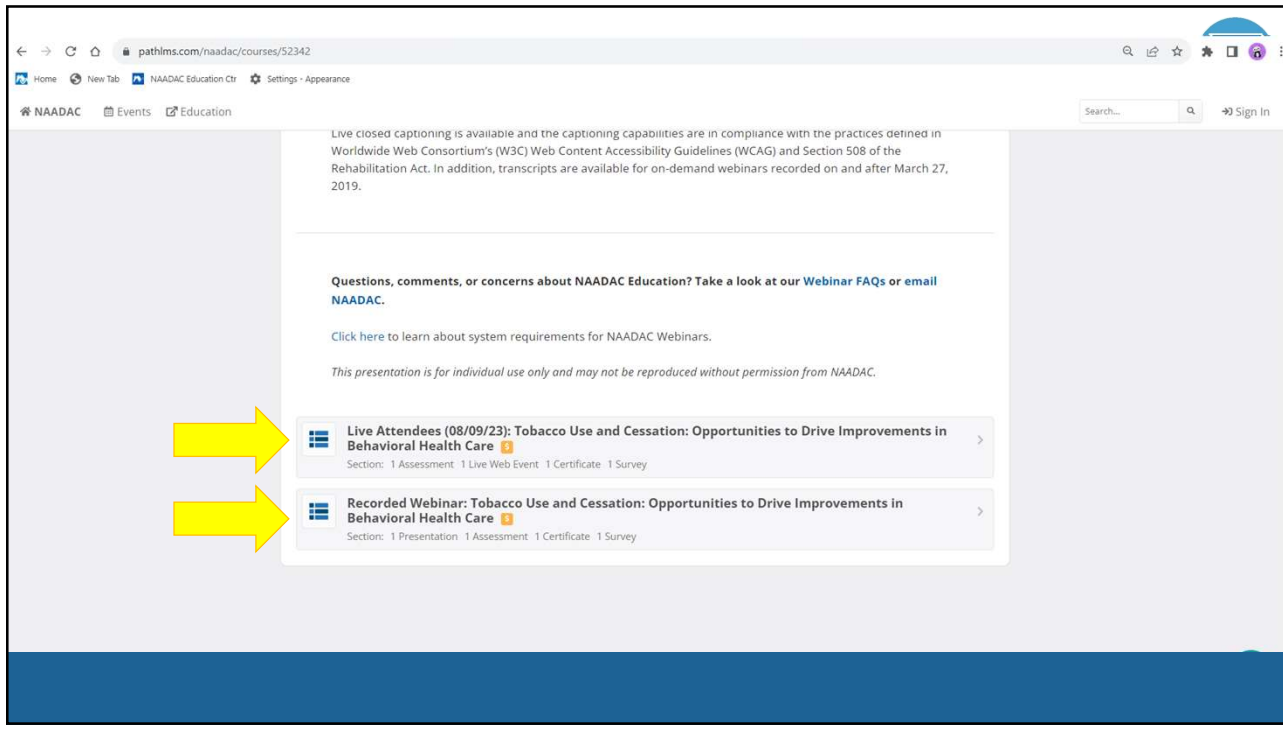 pathlms.com/naadac/courses/52342
Home New Tab NAADAC Education Ctr Settings - Appearance
NAADAC Events Education Search... Sign In
Live closed captioning is available and the captioning capabilities are in compliance with the practices defined in
Worldwide Web Consortium's (W3C) Web Content Accessibility Guidelines (WCAG) and Section 508 of the
Rehabilitation Act. In addition, transcripts are available for on-demand webinars recorded on and after March 27,
2019.
Questions, comments, or concerns about NAADAC Education? Take a look at our Webinar FAQs or email
NAADAC.
Click here to learn about system requirements for NAADAC Webinars.
This presentation is for individual use only and may not be reproduced without permission from NAADAC.
Live Attendees (08/09/23): Tobacco Use and Cessation: Opportunities to Drive Improvements in
Behavioral Health Care $
Section: 1 Assessment 1 Live Web Event 1 Certificate 1 Survey
Recorded Webinar: Tobacco Use and Cessation: Opportunities to Drive Improvements in
Behavioral Health Care $
Section: 1 Presentation 1 Assessment 1 Certificate 1 Survey